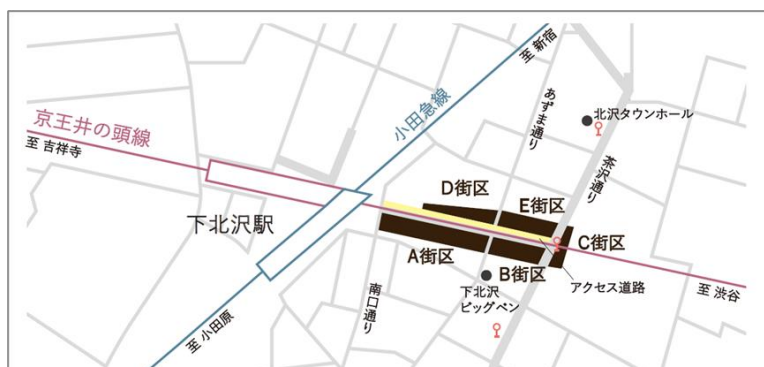 至 新宿
小田急線
あずま通り
北沢タウンホール
京王井の頭線
至 吉祥寺
茶沢通り
D街区
E街区
下北沢駅
C街区
A街区
B街区
アクセス道路
下北沢
ビッグベン
南口通り
至 渋谷
至 小田原